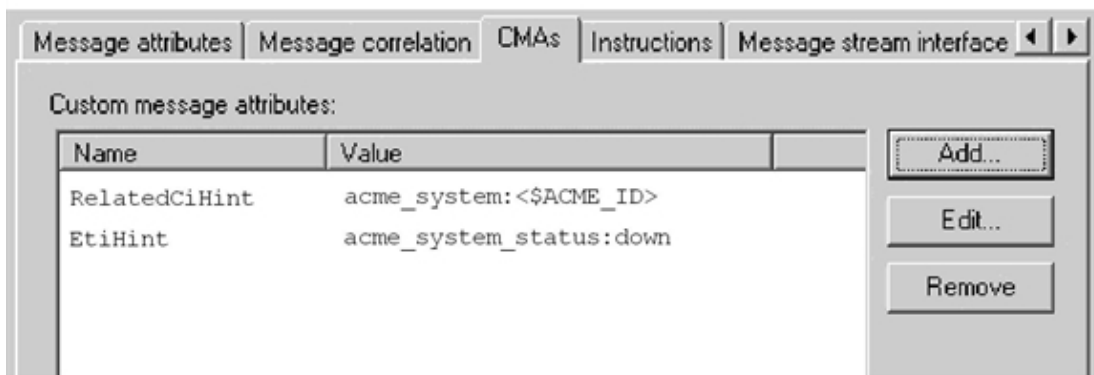 Message attributes Message correlation CMAs Instructions Message stream interface
Custom message attributes:
Name Value Add...
RelatedCiHint acme_system:<$ACME_ID>
Edit...
EtiHint acme_system_status:down
Remove